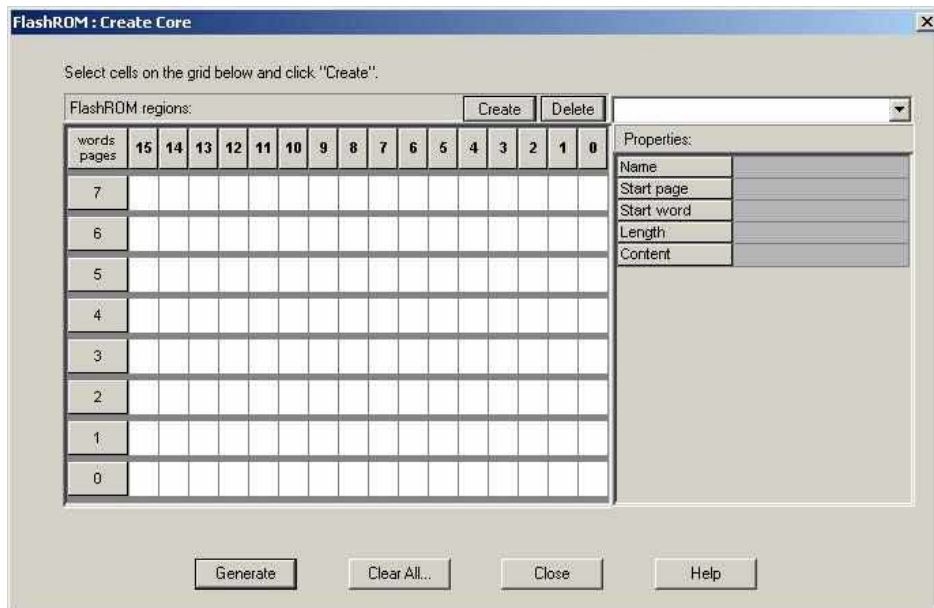 FlashROM : Create Core
Select cells on the grid below and click "Create".
FlashROM regions:
Create
Delete
words
pages
15 14 13 12 11 10 9 8 7 6 5 4 3 2 1 0
7
6
5
4
3
2
1
0
Properties:
Name
Start page
Start word
Length
Content
Generate
Clear All...
Close
Help